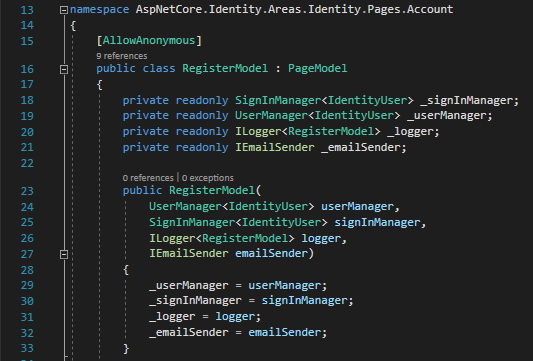 13 namespace AspNetCore.Identity.Areas.Identity.Pages.Account
14 {
15 [AllowAnonymous]
9 references
16 public class RegisterModel : PageModel
17 {
18 private readonly SignInManager<IdentityUser> _signInManager;
19 private readonly UserManager<IdentityUser> _userManager;
20 private readonly ILogger<RegisterModel> _logger;
21 private readonly IEmailSender _emailSender;
22
0 references | 0 exceptions
23 public RegisterModel(
24 UserManager<IdentityUser> userManager,
25 SignInManager<IdentityUser> signInManager,
26 ILogger<RegisterModel> logger,
27 IEmailSender emailSender)
28 {
29 _userManager = userManager;
30 _signInManager = signInManager;
31 _logger = logger;
32 _emailSender = emailSender;
33 }